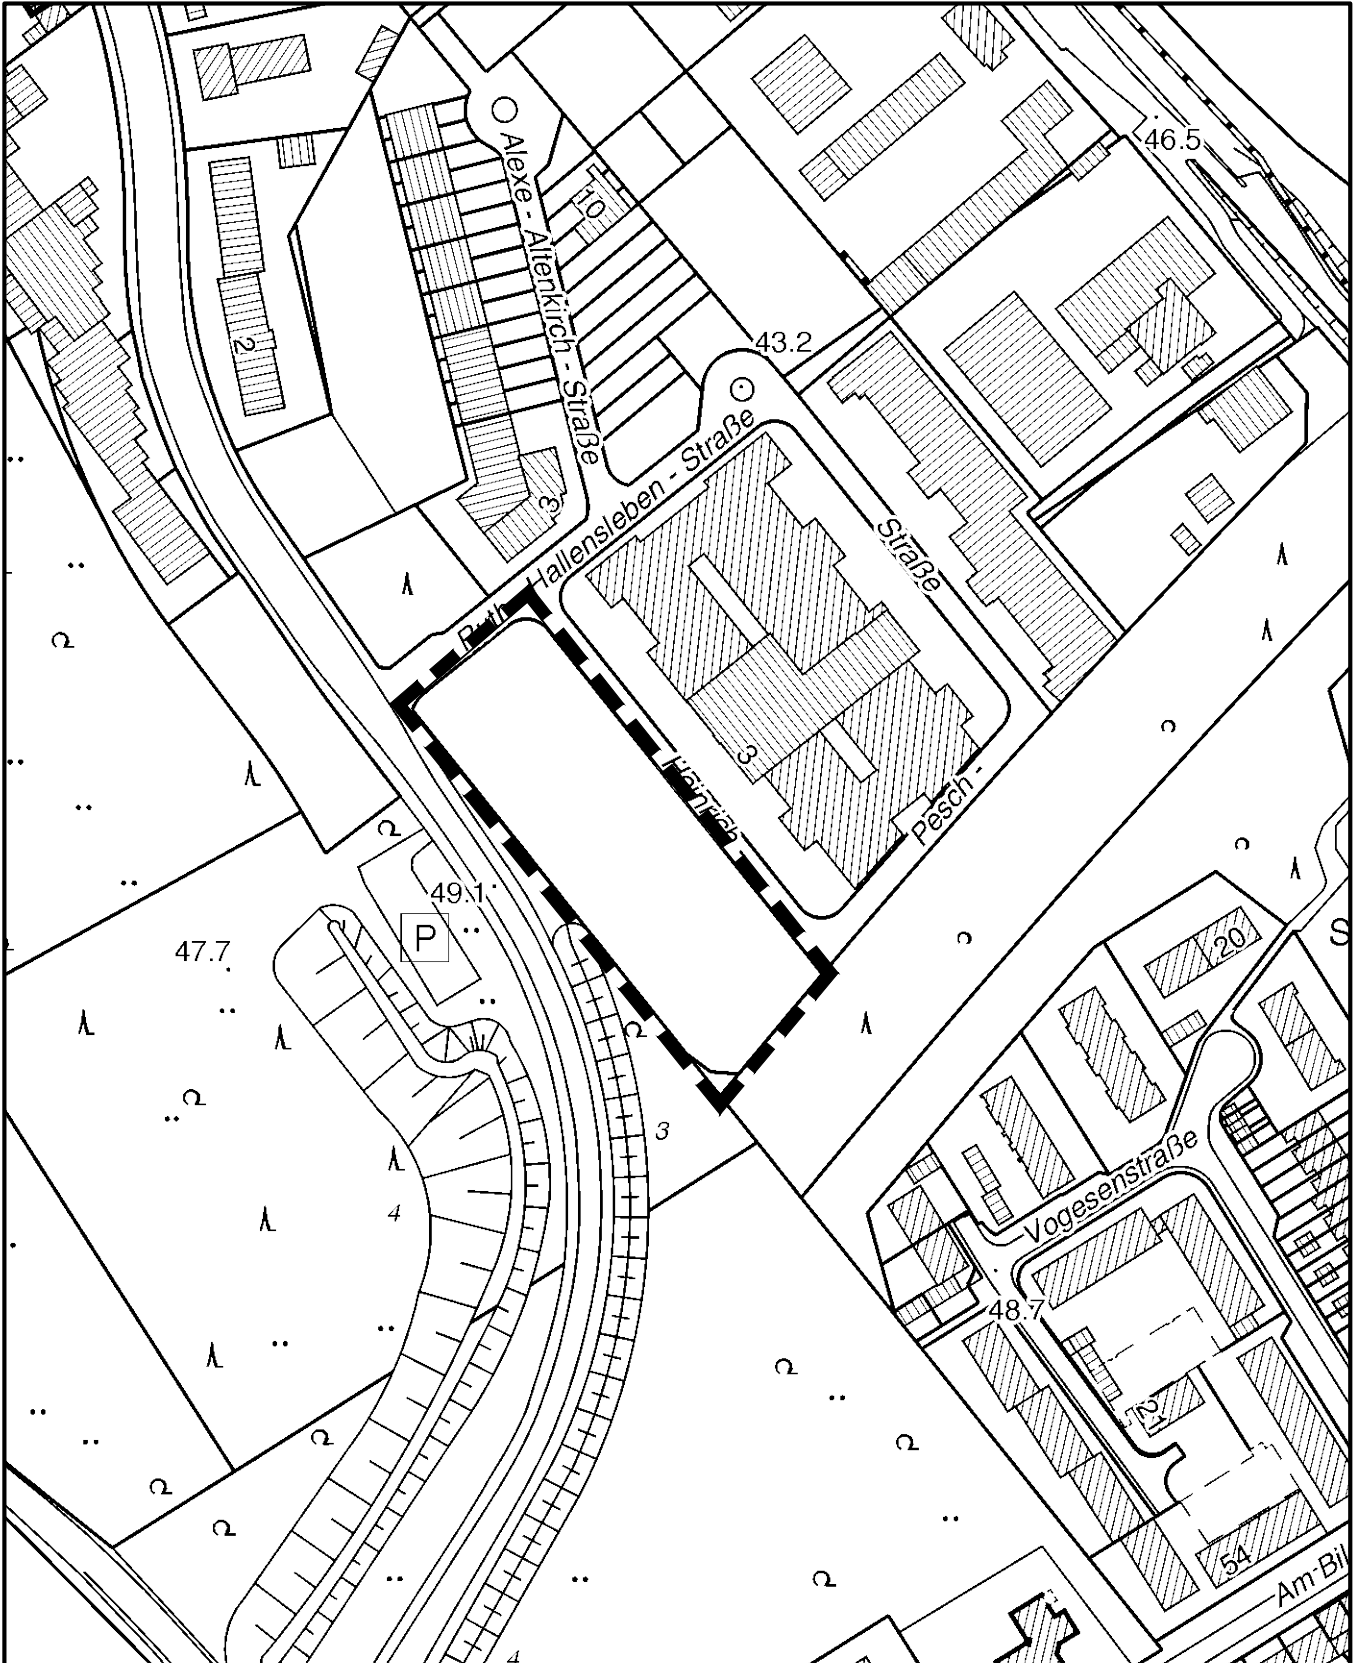 46.5
Alexe - Altenkirch - Straße
10
2
43.2
Ruth - Hallensleben - Straße
3
Straße
3
Heinrich -
Pesch -
49.1
P
47.7
20
S
3
4
Vogesenstraße
48.7
21
54
Am-Bil
4